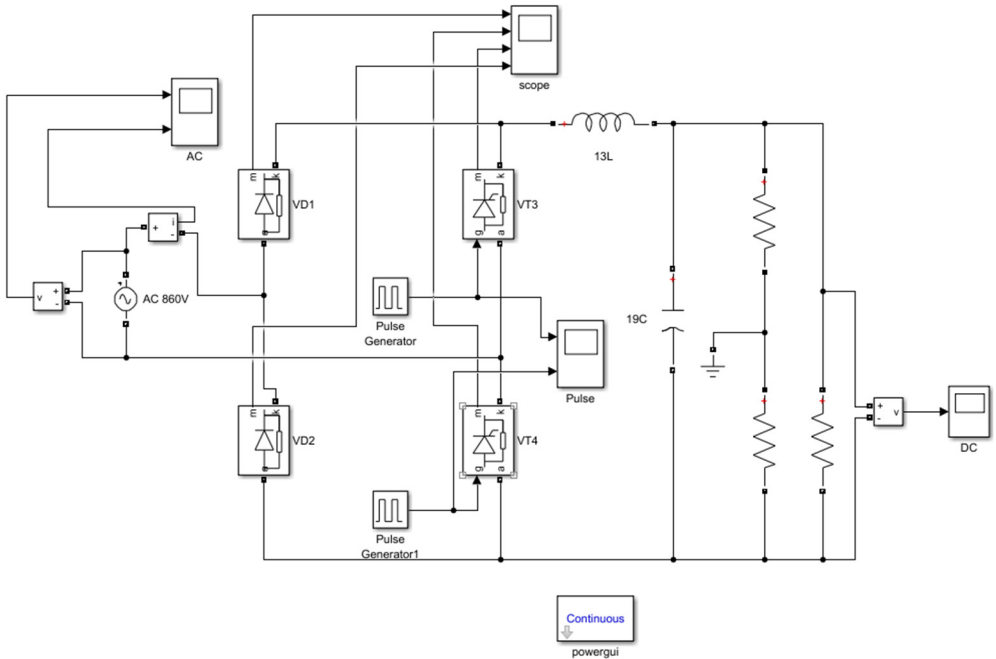 scope
AC
13L
m
k
VD1
m
k
VT3
g
a
i
+
-
v
+
-
AC 860V
Pulse
Generator
19C
Pulse
m
k
VD2
m
k
VT4
g
a
+
-
v
DC
Pulse
Generator1
Continuous
powergui